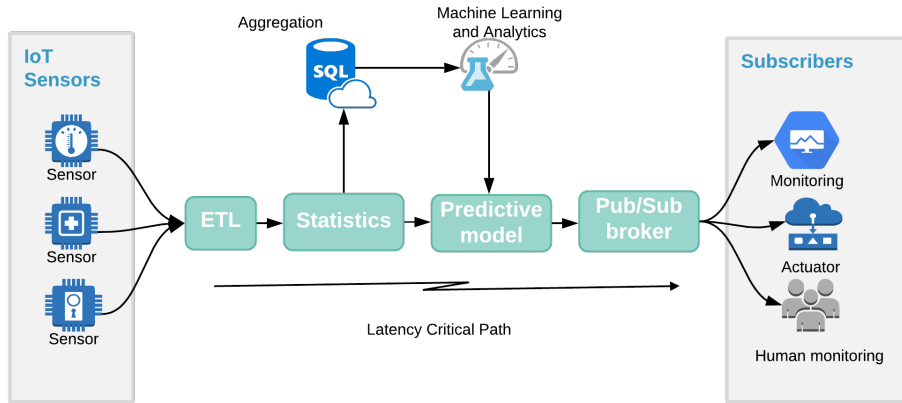 Machine Learning
and Analytics
Aggregation
IoT
Sensors
SQL
Subscribers
Sensor
Monitoring
Sensor
ETL
Statistics
Predictive
model
Pub/Sub
broker
Actuator
Sensor
Latency Critical Path
Human monitoring